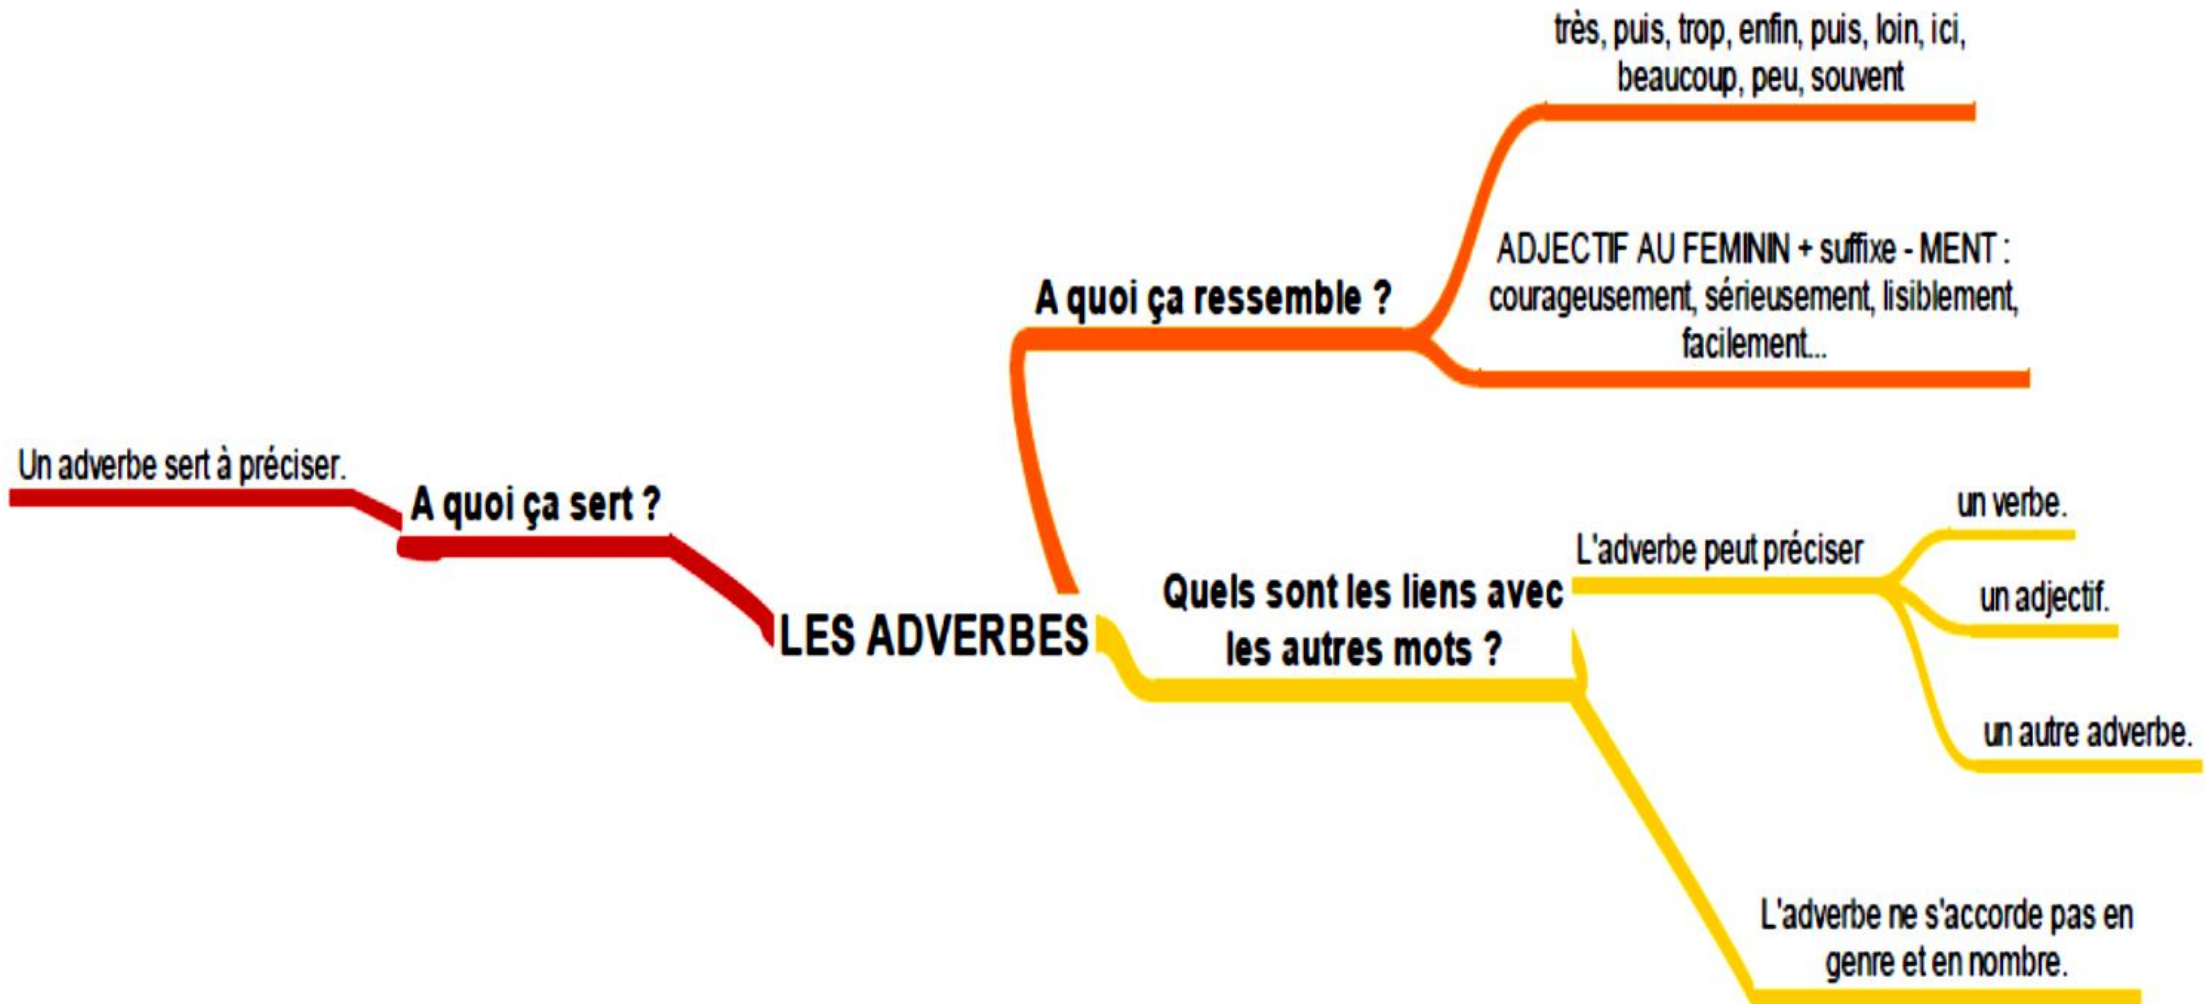 très, puis, trop, enfin, puis, loin, ici,
beaucoup, peu, souvent
ADJECTIF AU FEMININ + suffixe - MENT :
courageusement, sérieusement, lisiblement,
facilement...
A quoi ça ressemble ?
Un adverbe sert à préciser.
A quoi ça sert ?
LES ADVERBES
Quels sont les liens avec
les autres mots ?
L'adverbe peut préciser
un verbe.
un adjectif.
un autre adverbe.
L'adverbe ne s'accorde pas en
genre et en nombre.